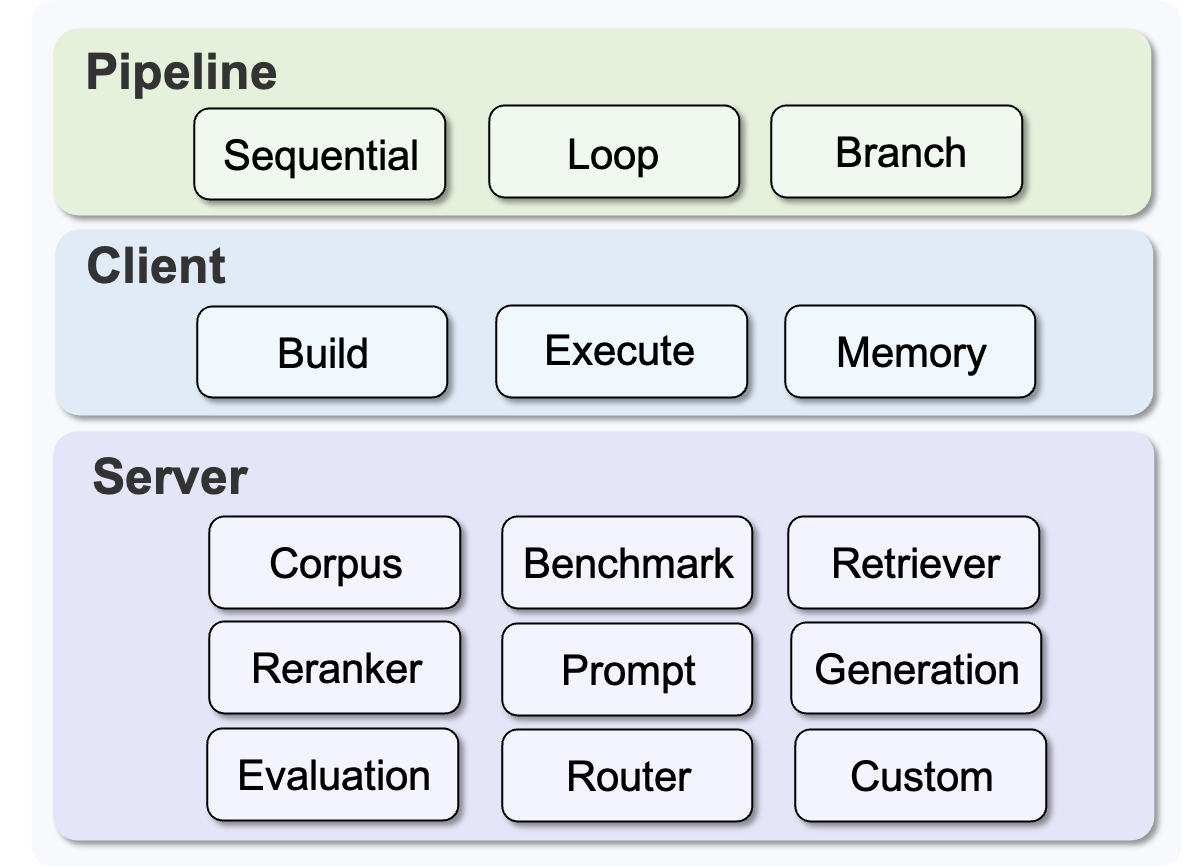 Pipeline
Sequential Loop Branch
Client
Build Execute Memory
Server
Corpus Benchmark Retriever
Reranker Prompt Generation
Evaluation Router Custom